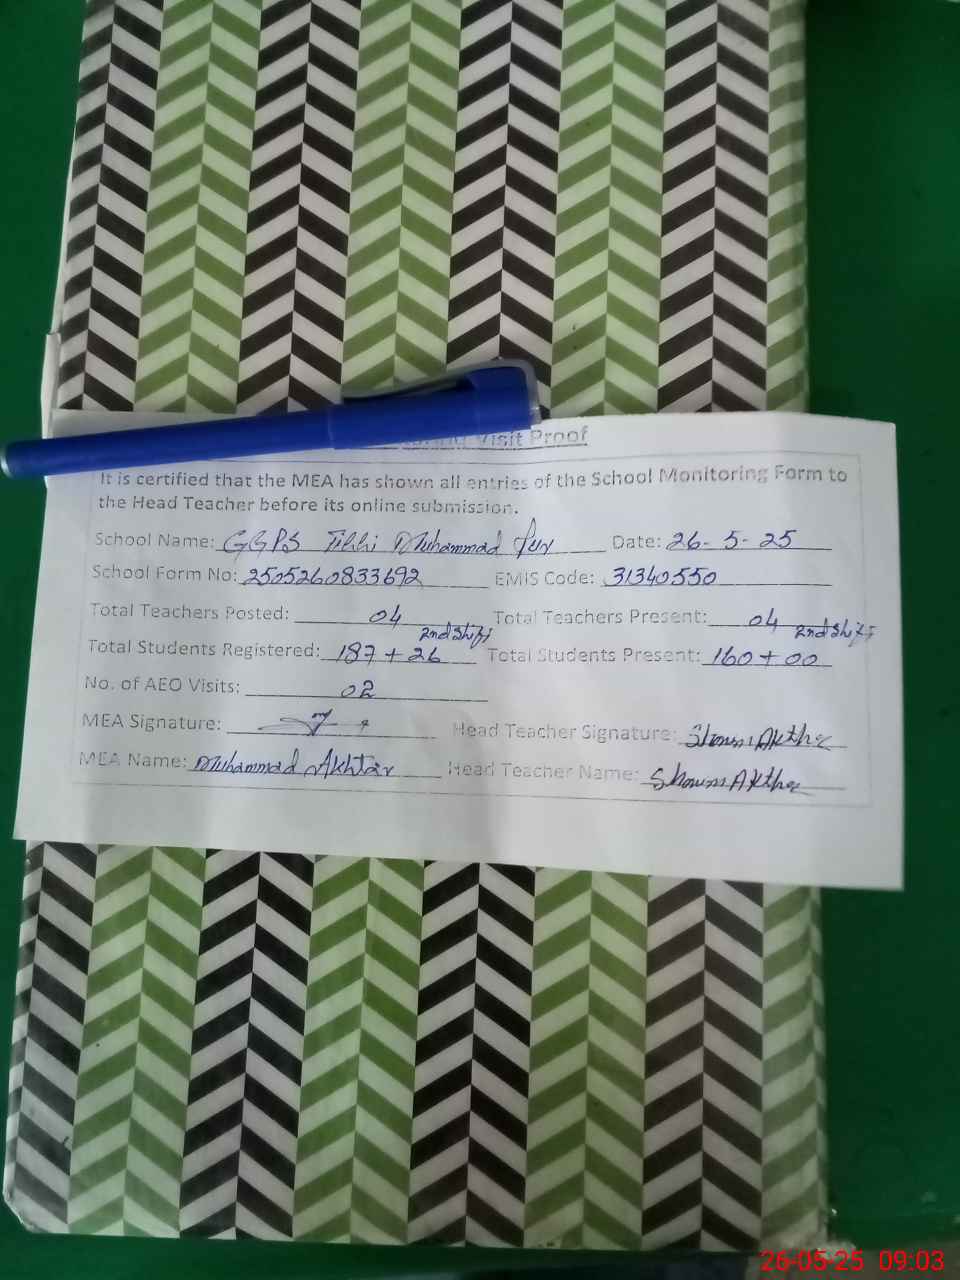 Visit Proof
It is certified that the MEA has shown all entries of the School Monitoring Form to
the Head Teacher before its online submission.
School Name: GGPS Tibbi Muhammad Pur Date: 26-5-25
School Form No: 2505260833692 EMIS Code: 31340550
Total Teachers Posted: 04 Total Teachers Present: 04
2nd Shift 2nd Shift
Total Students Registered: 187 + 26 Total Students Present: 160 + 00
No. of AEO Visits: 02
MEA Signature: Head Teacher Signature:
MEA Name: Muhammad Akhtar Head Teacher Name:
26-05-25 09:03